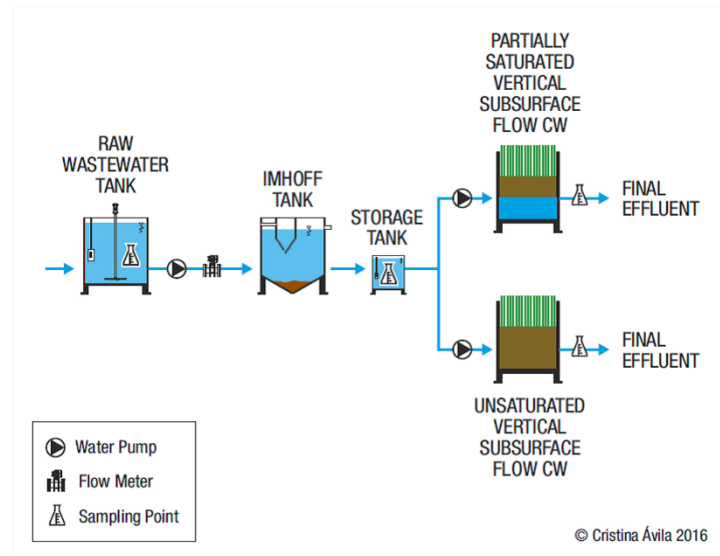 PARTIALLY
SATURATED
VERTICAL
SUBSURFACE
FLOW CW
RAW
WASTEWATER
TANK
IMHOFF
TANK
STORAGE
TANK
FINAL
EFFLUENT
FINAL
EFFLUENT
UNSATURATED
VERTICAL
SUBSURFACE
FLOW CW
Water Pump
Flow Meter
Sampling Point
© Cristina Ávila 2016